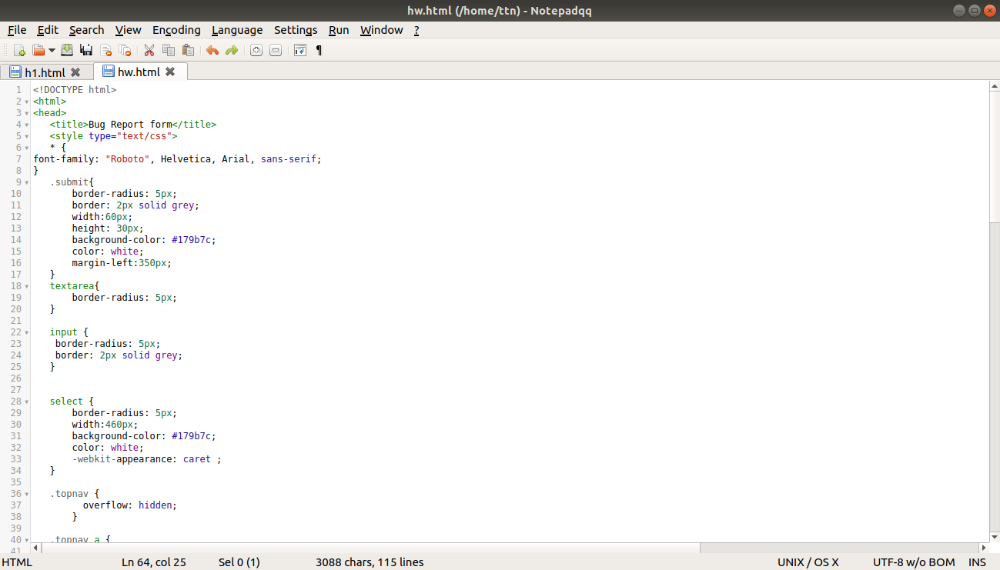 hw.html (/home/ttn) - Notepadqq
File Edit Search View Encoding Language Settings Run Window ?
h1.html hw.html
1 <!DOCTYPE html>
2 <html>
3 <head>
4 <title>Bug Report form</title>
5 <style type="text/css">
6 * {
7 font-family: "Roboto", Helvetica, Arial, sans-serif;
8 }
9 .submit{
10 border-radius: 5px;
11 border: 2px solid grey;
12 width:60px;
13 height: 30px;
14 background-color: #179b7c;
15 color: white;
16 margin-left:350px;
17 }
18 textarea{
19 border-radius: 5px;
20 }
21
22 input {
23 border-radius: 5px;
24 border: 2px solid grey;
25 }
26
27
28 select {
29 border-radius: 5px;
30 width:460px;
31 background-color: #179b7c;
32 color: white;
33 -webkit-appearance: caret ;
34 }
35
36 .topnav {
37 overflow: hidden;
38 }
39
40 .topnav a {
41
HTML Ln 64, col 25 Sel 0 (1) 3088 chars, 115 lines UNIX / OS X UTF-8 w/o BOM INS